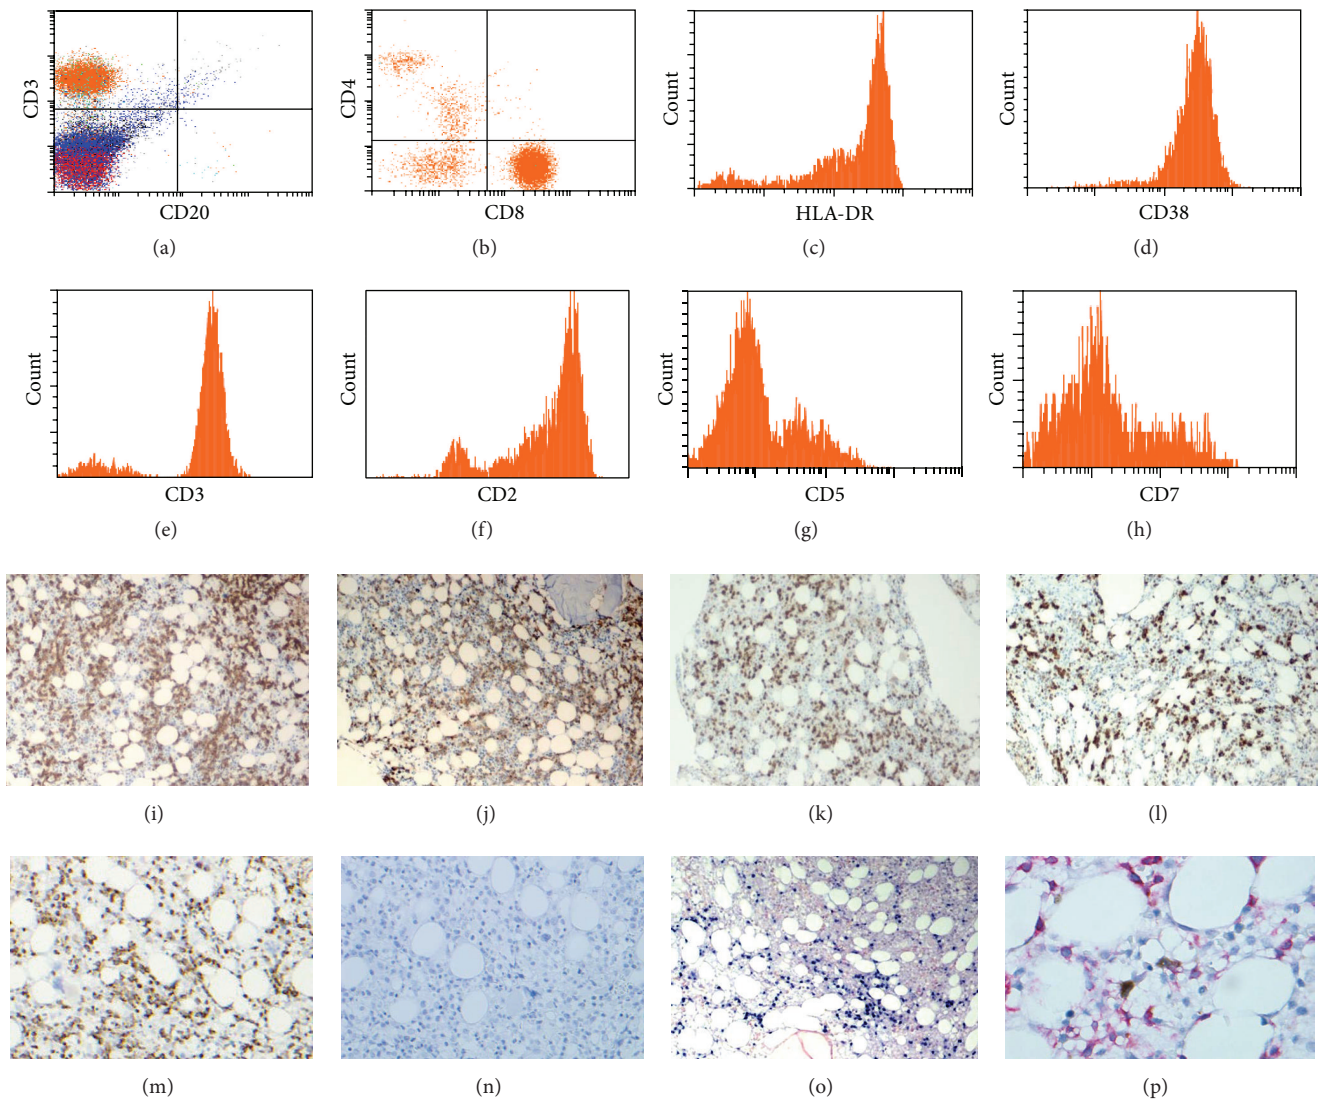 CD3
CD20
(a)
CD4
CD8
(b)
Count
HLA-DR
(c)
Count
CD38
(d)
Count
CD3
(e)
Count
CD2
(f)
Count
CD5
(g)
Count
CD7
(h)
(i)
(j)
(k)
(l)
(m)
(n)
(o)
(p)